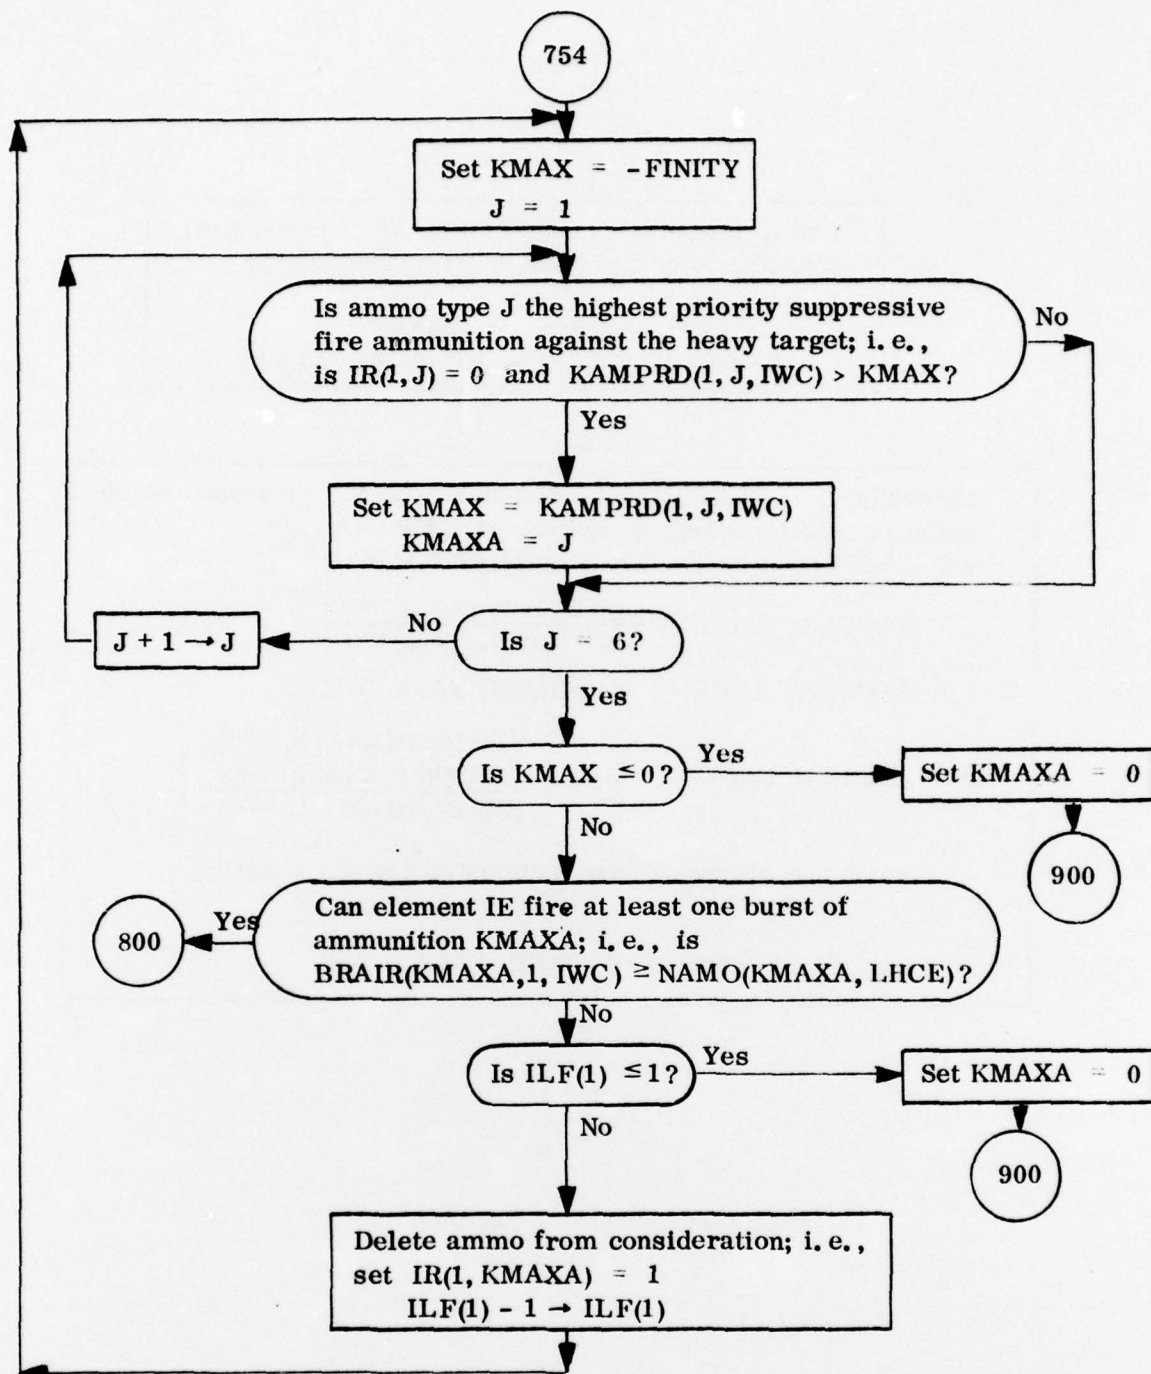 754
Set KMAX = -FINITY
J = 1
Is ammo type J the highest priority suppressive
fire ammunition against the heavy target; i. e.,
is IR(1, J) = 0 and KAMPRD(1, J, IWC) > KMAX?
No
Yes
Set KMAX = KAMPRD(1, J, IWC)
KMAXA = J
J + 1 → J
No
Is J = 6?
Yes
Is KMAX ≤ 0?
Yes
Set KMAXA = 0
No
900
800
Yes
Can element IE fire at least one burst of
ammunition KMAXA; i. e., is
BRAIR(KMAXA, 1, IWC) ≥ NAMO(KMAXA, LHCE)?
No
Is ILF(1) ≤ 1?
Yes
Set KMAXA = 0
No
900
Delete ammo from consideration; i. e.,
set IR(1, KMAXA) = 1
ILF(1) - 1 → ILF(1)